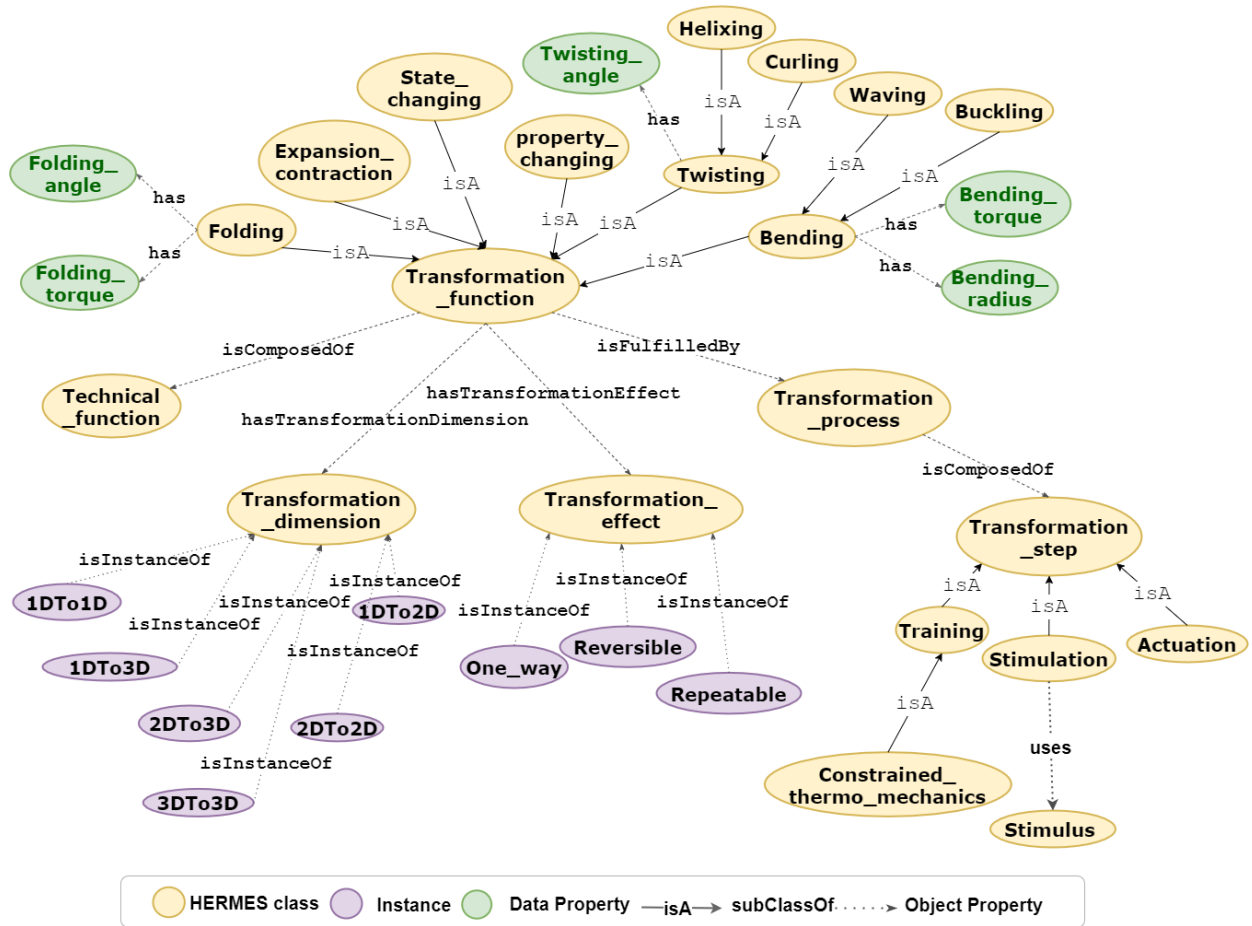 Helixing
Curling
Twisting_
angle
State_
changing
Waving
Buckling
isA
isA
has
property_
changing
isA
isA
Expansion_
contraction
Folding_
angle
has
Twisting
isA
Bending_
torque
Folding
isA
isA
isA
Bending
has
has
isA
isA
Folding_
torque
Transformation
_function
has
Bending_
radius
isComposedOf
isFulfilledBy
Technical
_function
hasTransformationEffect
hasTransformationDimension
Transformation
_process
isComposedOf
Transformation
_dimension
Transformation_
effect
Transformation
_step
isInstanceOf
isInstanceOf
isInstanceOf
isInstanceOf
isInstanceOf
isInstanceOf
isInstanceOf
1DTo1D
1DTo2D
isA
isA
isA
Training
Stimulation
Actuation
isInstanceOf
One_way
Reversible
Repeatable
1DTo3D
2DTo3D
2DTo2D
isA
isInstanceOf
uses
3DTo3D
Constrained_
thermo_mechanics
Stimulus
HERMES class
Instance
Data Property
isA
subClassOf
Object Property